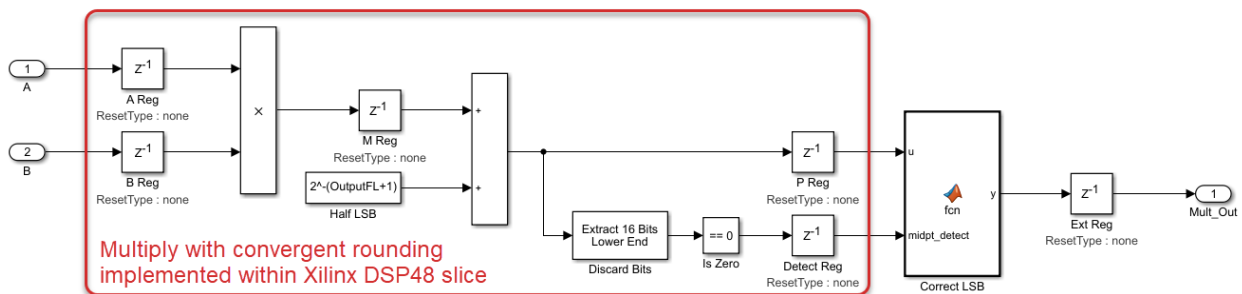 1
A
Z-1
A Reg
ResetType : none
2
B
Z-1
B Reg
ResetType : none
×
Z-1
M Reg
ResetType : none
2^-(OutputFL+1)
Half LSB
+
+
Extract 16 Bits
Lower End
Discard Bits
== 0
Is Zero
Z-1
P Reg
ResetType : none
Z-1
Detect Reg
ResetType : none
u
midpt_detect
fcn
y
Correct LSB
Z-1
Ext Reg
ResetType : none
1
Mult_Out
Multiply with convergent rounding
implemented within Xilinx DSP48 slice